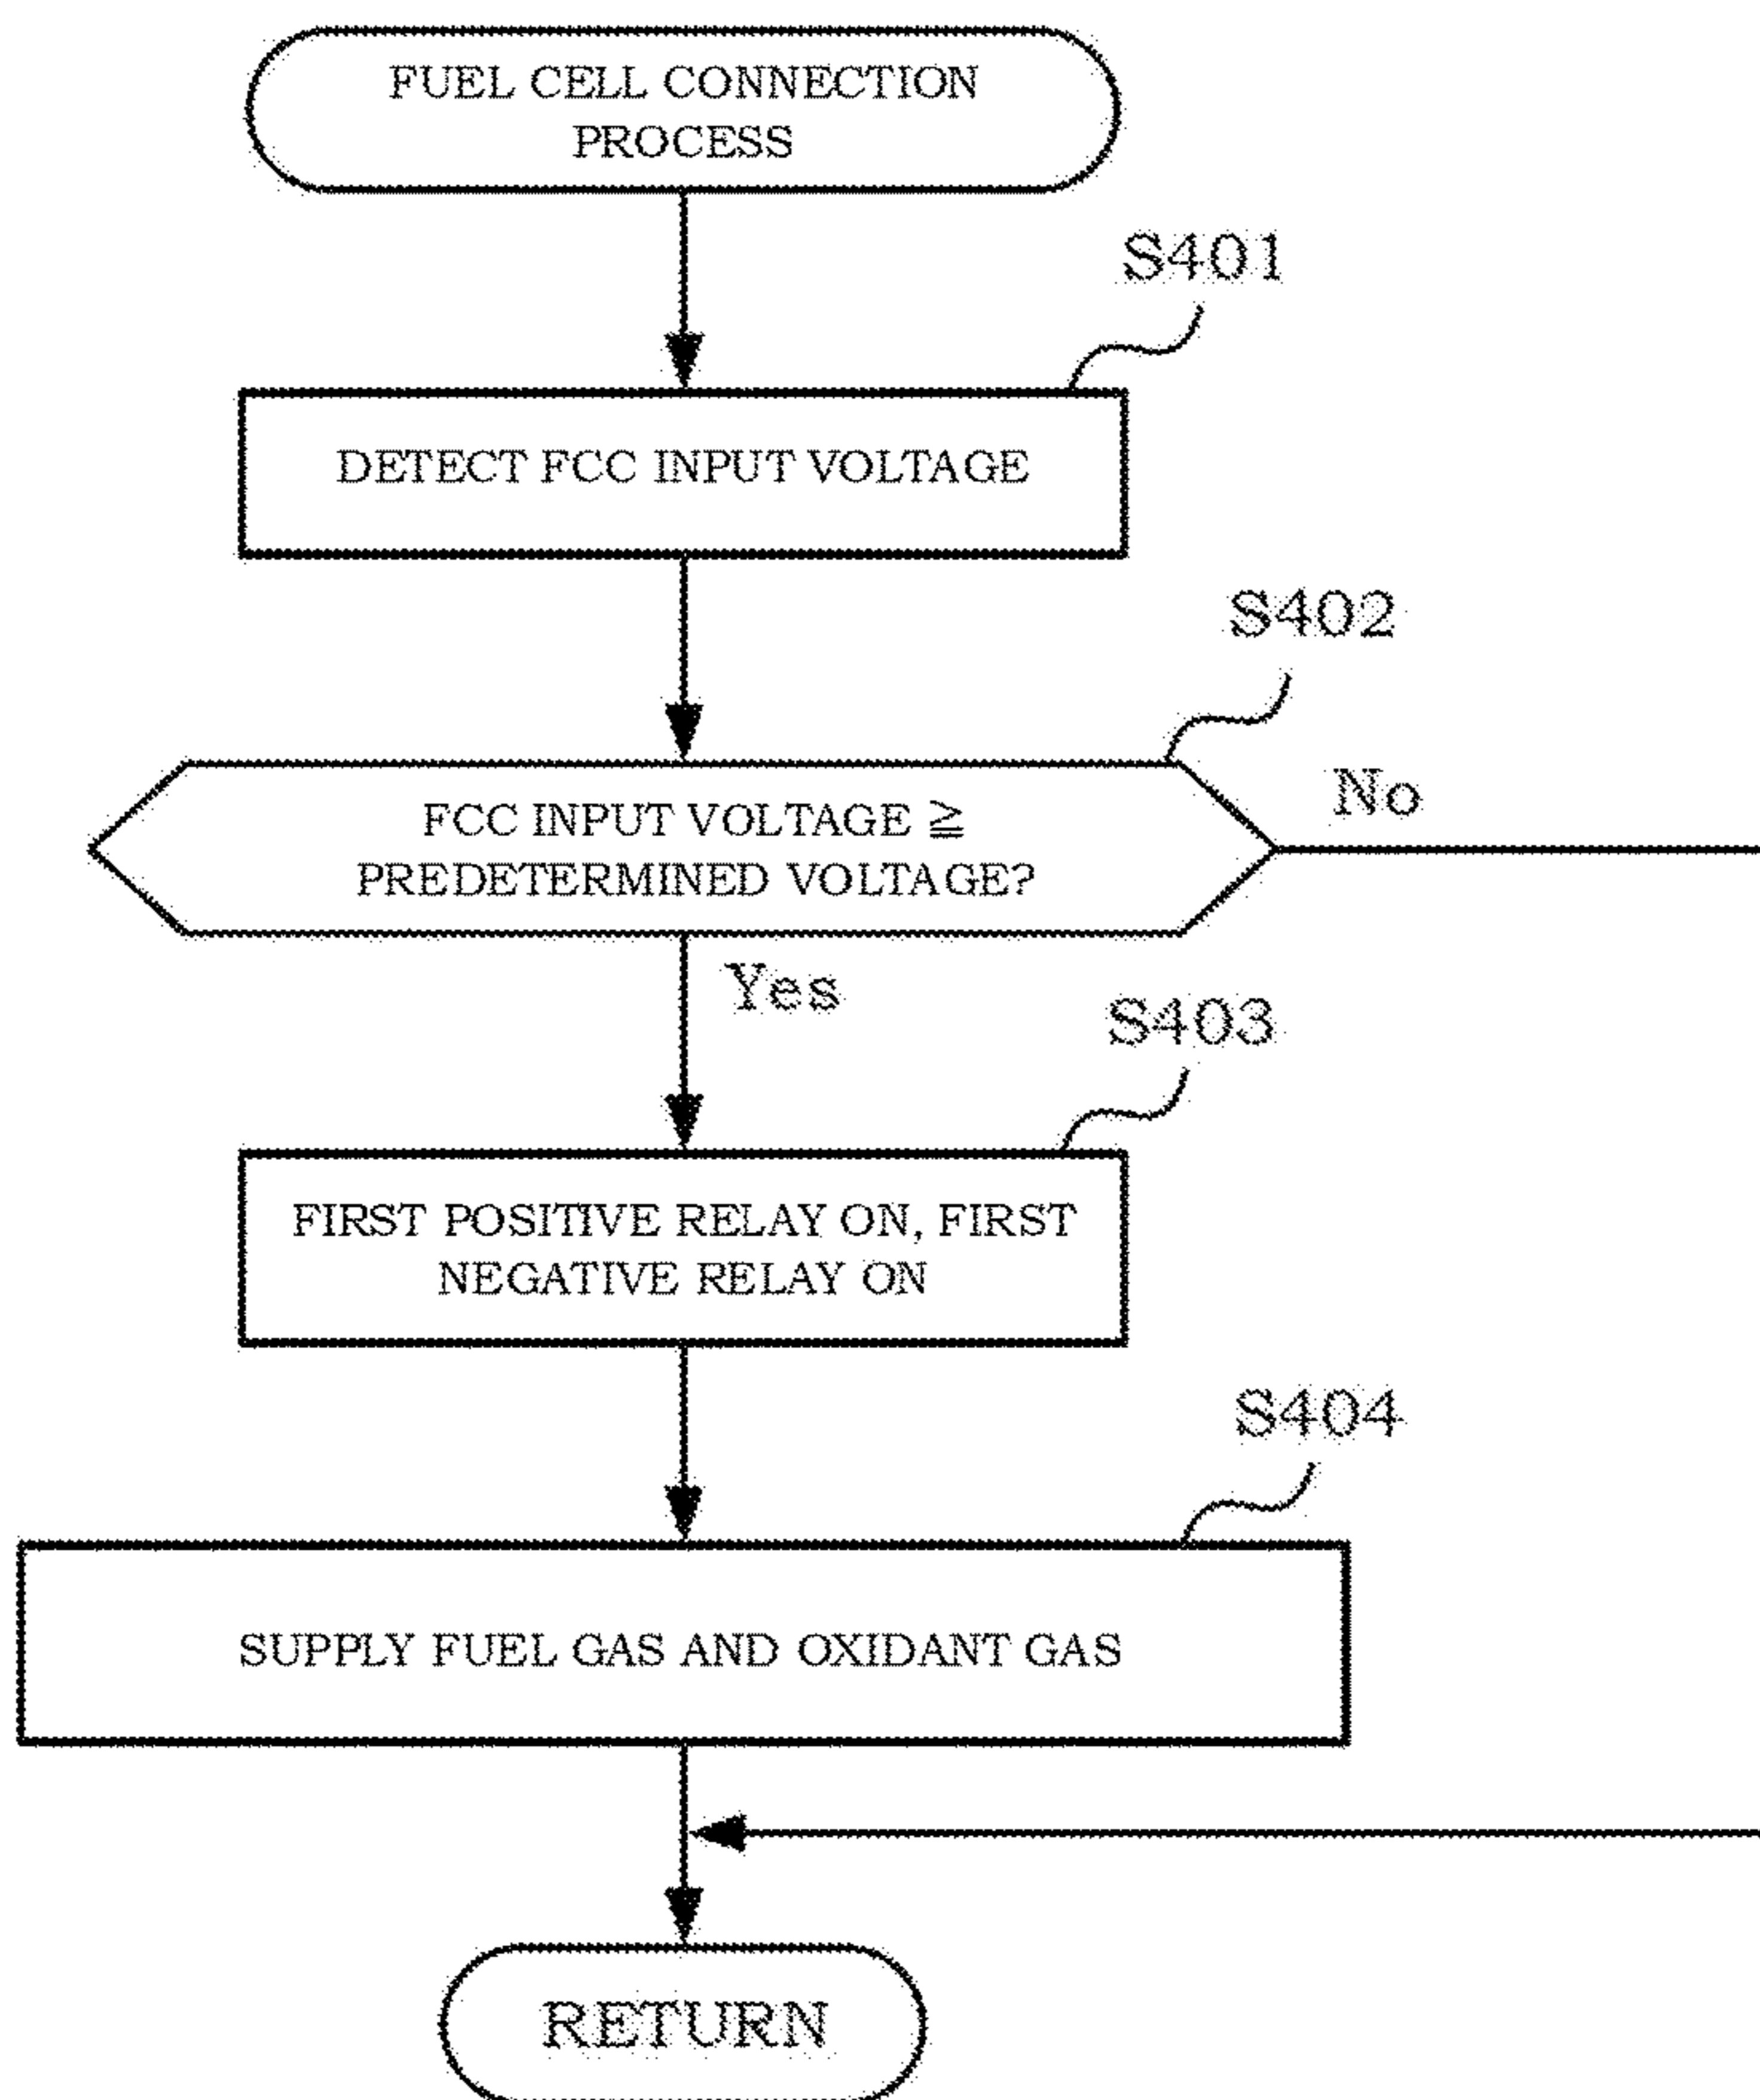 FUEL CELL CONNECTION
PROCESS
S401
DETECT FCC INPUT VOLTAGE
S402
FCC INPUT VOLTAGE ≧
PREDETERMINED VOLTAGE?
No
Yes
S403
FIRST POSITIVE RELAY ON, FIRST
NEGATIVE RELAY ON
S404
SUPPLY FUEL GAS AND OXIDANT GAS
RETURN